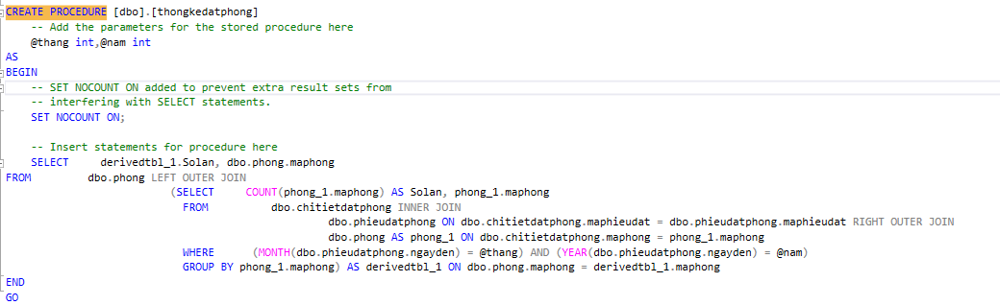 CREATE PROCEDURE [dbo].[thongkedatphong]
-- Add the parameters for the stored procedure here
@thang int,@nam int
AS
BEGIN
-- SET NOCOUNT ON added to prevent extra result sets from
-- interfering with SELECT statements.
SET NOCOUNT ON;
-- Insert statements for procedure here
SELECT derivedtbl_1.Solan, dbo.phong.maphong
FROM dbo.phong LEFT OUTER JOIN
(SELECT COUNT(phong_1.maphong) AS Solan, phong_1.maphong
FROM dbo.chitietdatphong INNER JOIN
dbo.phieudatphong ON dbo.chitietdatphong.maphieudat = dbo.phieudatphong.maphieudat RIGHT OUTER JOIN
dbo.phong AS phong_1 ON dbo.chitietdatphong.maphong = phong_1.maphong
WHERE (MONTH(dbo.phieudatphong.ngayden) = @thang) AND (YEAR(dbo.phieudatphong.ngayden) = @nam)
GROUP BY phong_1.maphong) AS derivedtbl_1 ON dbo.phong.maphong = derivedtbl_1.maphong
END
GO